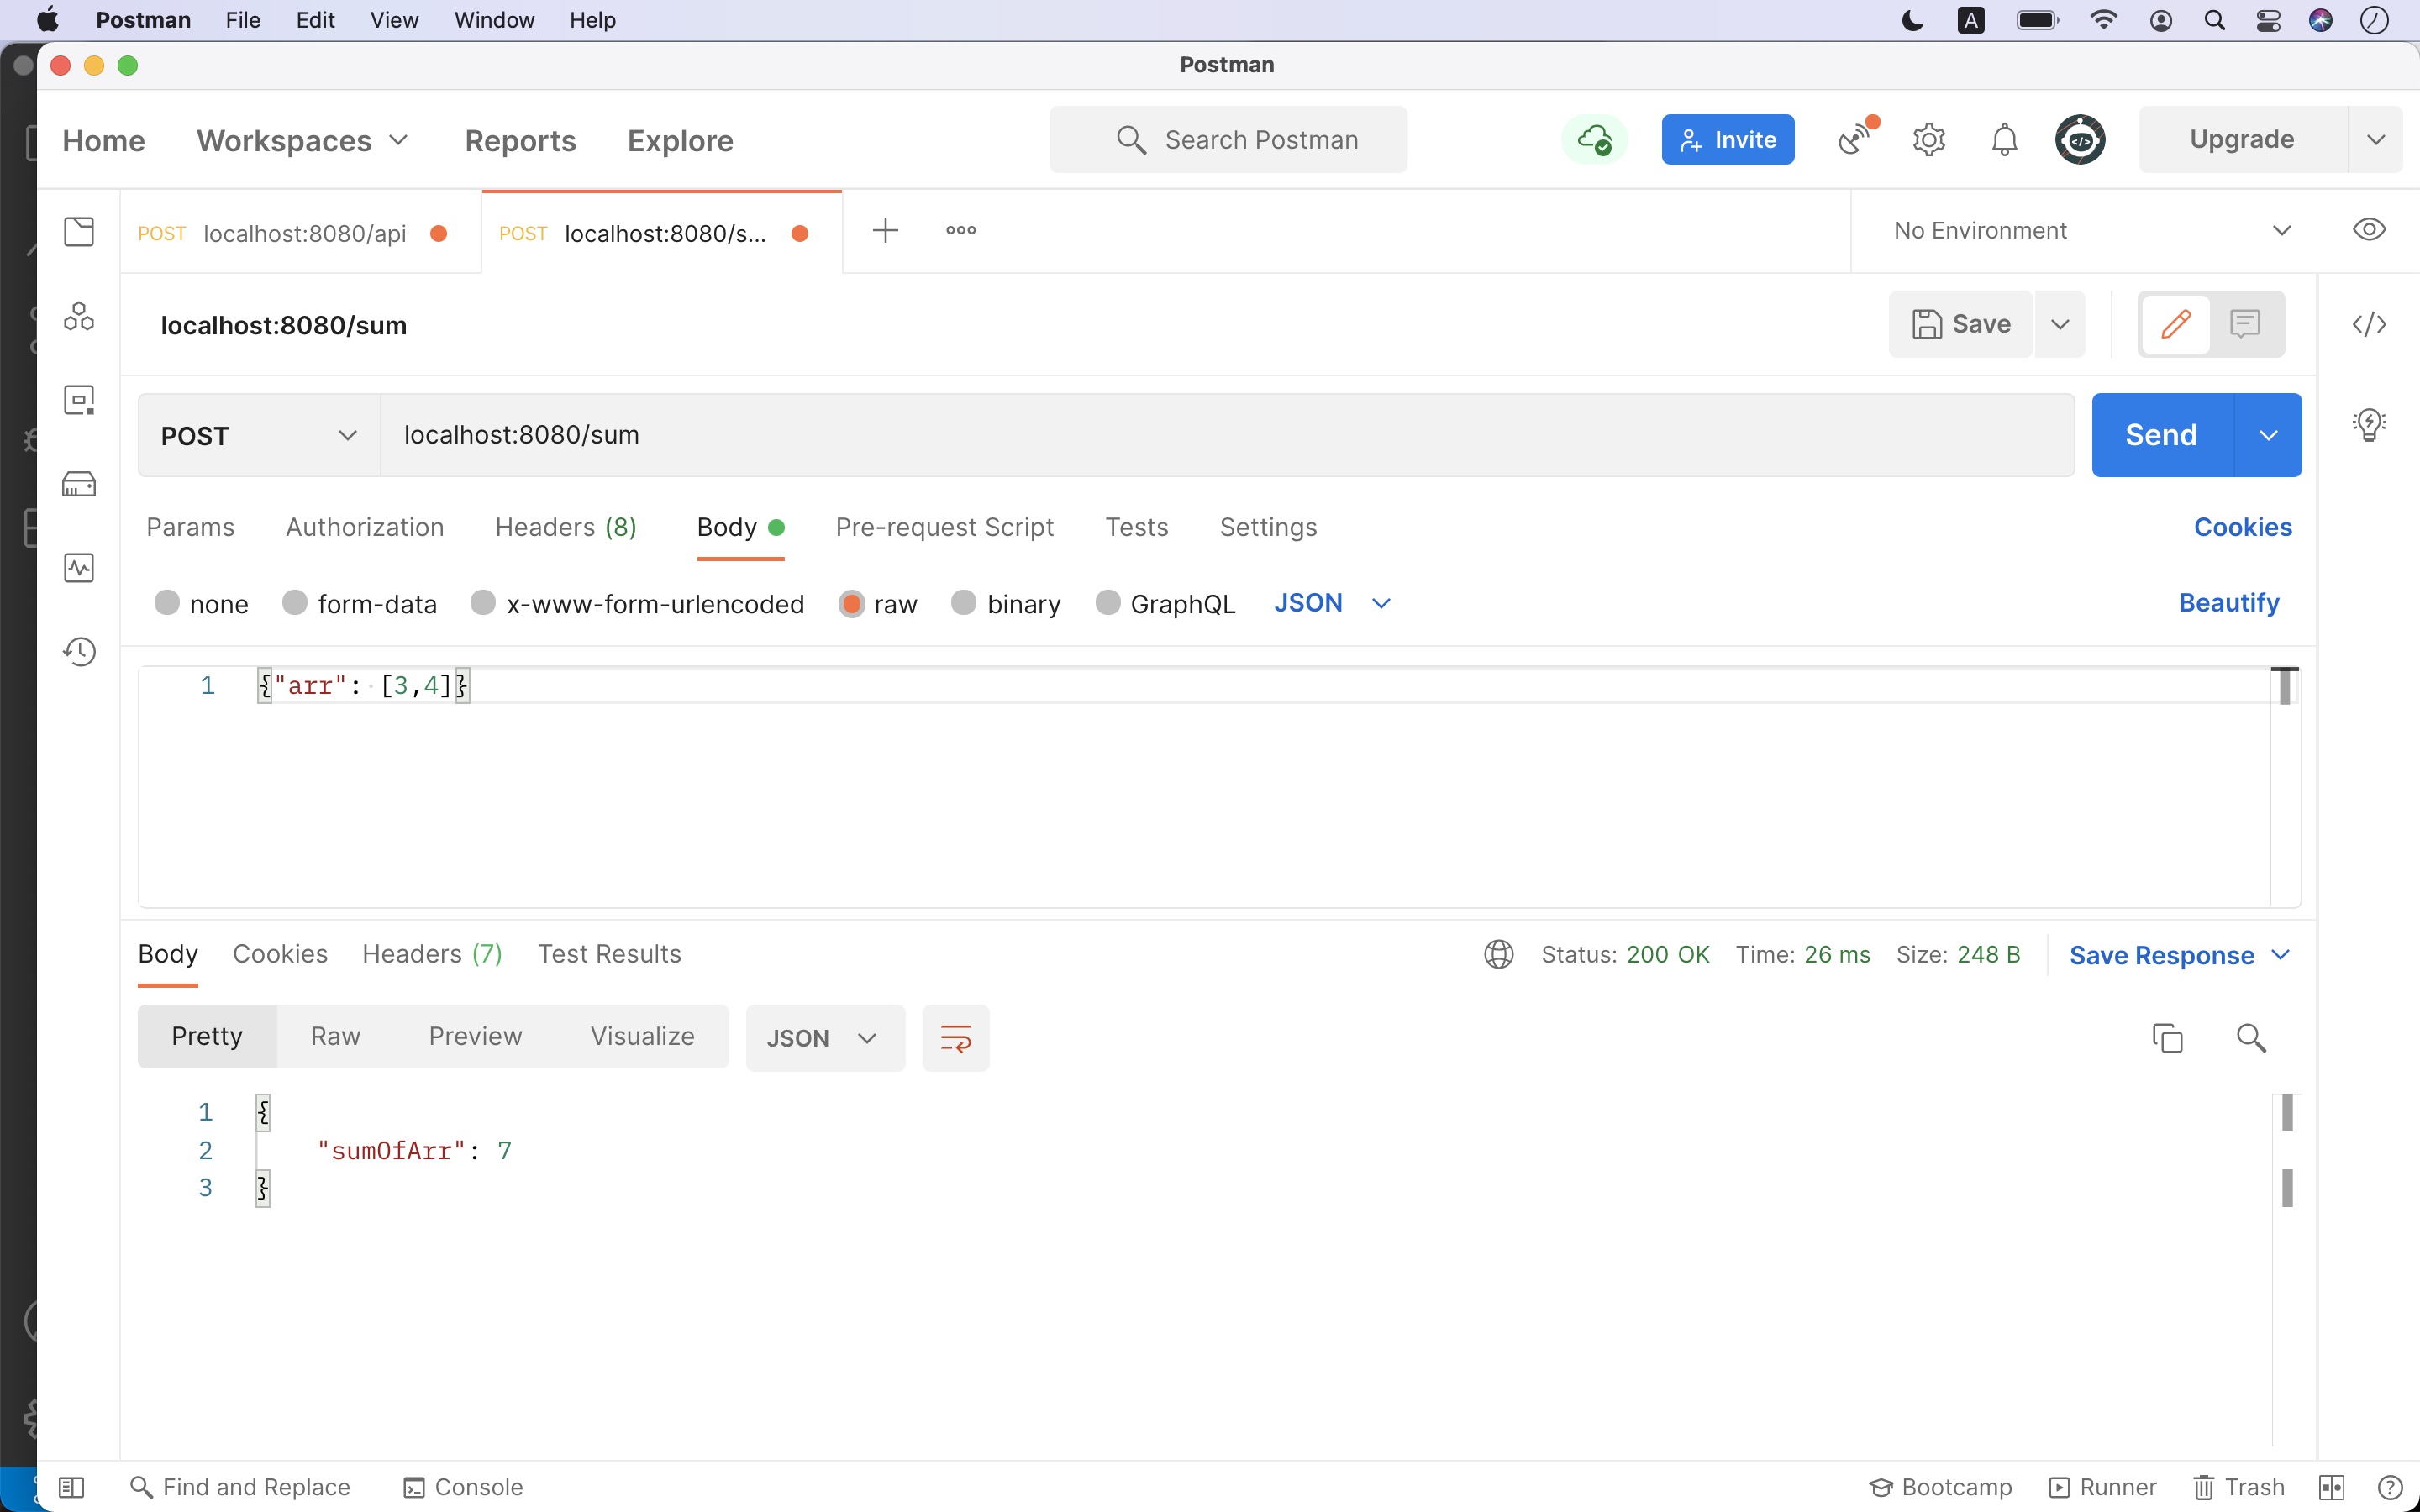 Postman File Edit View Window Help A
Postman
Home Workspaces Reports Explore Search Postman Invite Upgrade
POST localhost:8080/api POST localhost:8080/s... No Environment
localhost:8080/sum Save
POST localhost:8080/sum Send
Params Authorization Headers (8) Body Pre-request Script Tests Settings Cookies
none form-data x-www-form-urlencoded raw binary GraphQL JSON Beautify
1 {"arr": [3,4]}
Body Cookies Headers (7) Test Results Status: 200 OK Time: 26 ms Size: 248 B Save Response
Pretty Raw Preview Visualize JSON
1 {
2 "sumOfArr": 7
3 }
Find and Replace Console Bootcamp Runner Trash